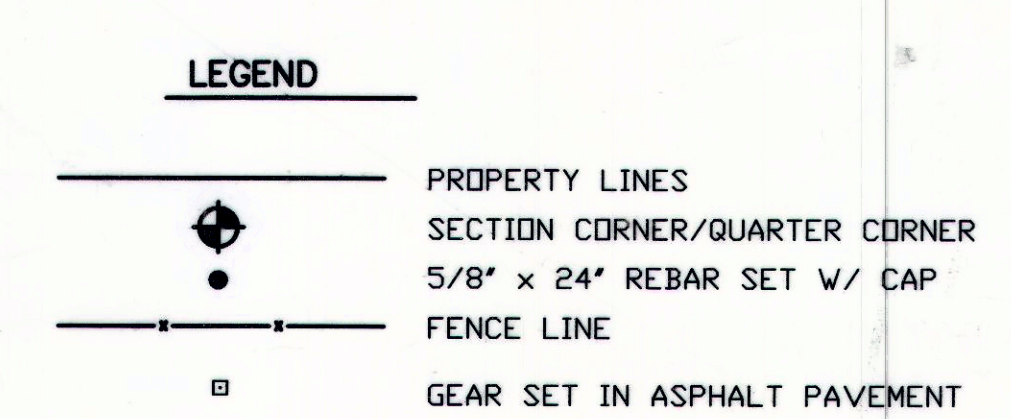 LEGEND
PROPERTY LINES
SECTION CORNER/QUARTER CORNER
5/8" x 24" REBAR SET W/ CAP
FENCE LINE
GEAR SET IN ASPHALT PAVEMENT